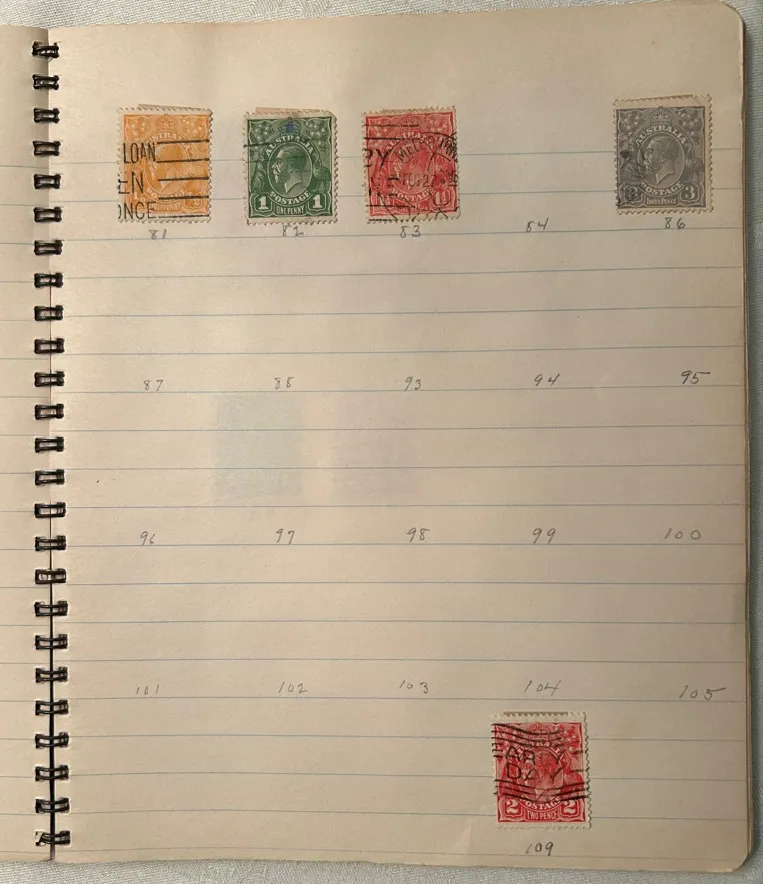 LOAN
EN
ONCE
AUSTRALIA
POSTAGE
1 ONE PENNY 1
AUSTRALIA
POSTAGE
3 THREE PENCE 3
81 82 83 84 86
87 88 93 94 95
96 97 98 99 100
101 102 103 104 105
POSTAGE
2 TWO PENCE 2
109